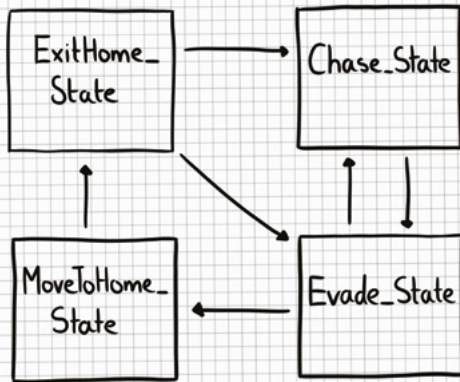 ExitHome_
State
Chase_State
MoveToHome_
State
Evade_State